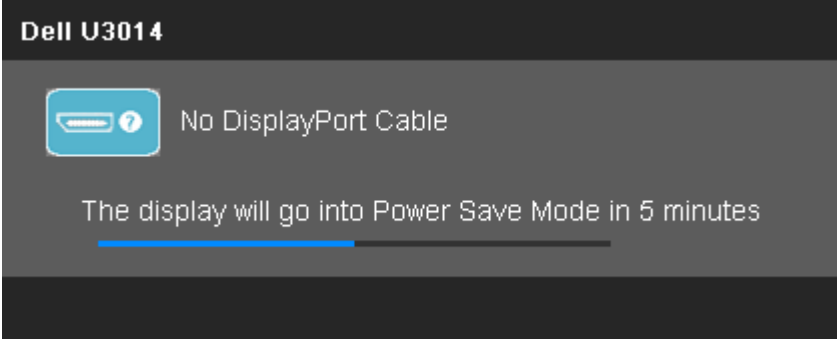 Dell U3014
No DisplayPort Cable
The display will go into Power Save Mode in 5 minutes